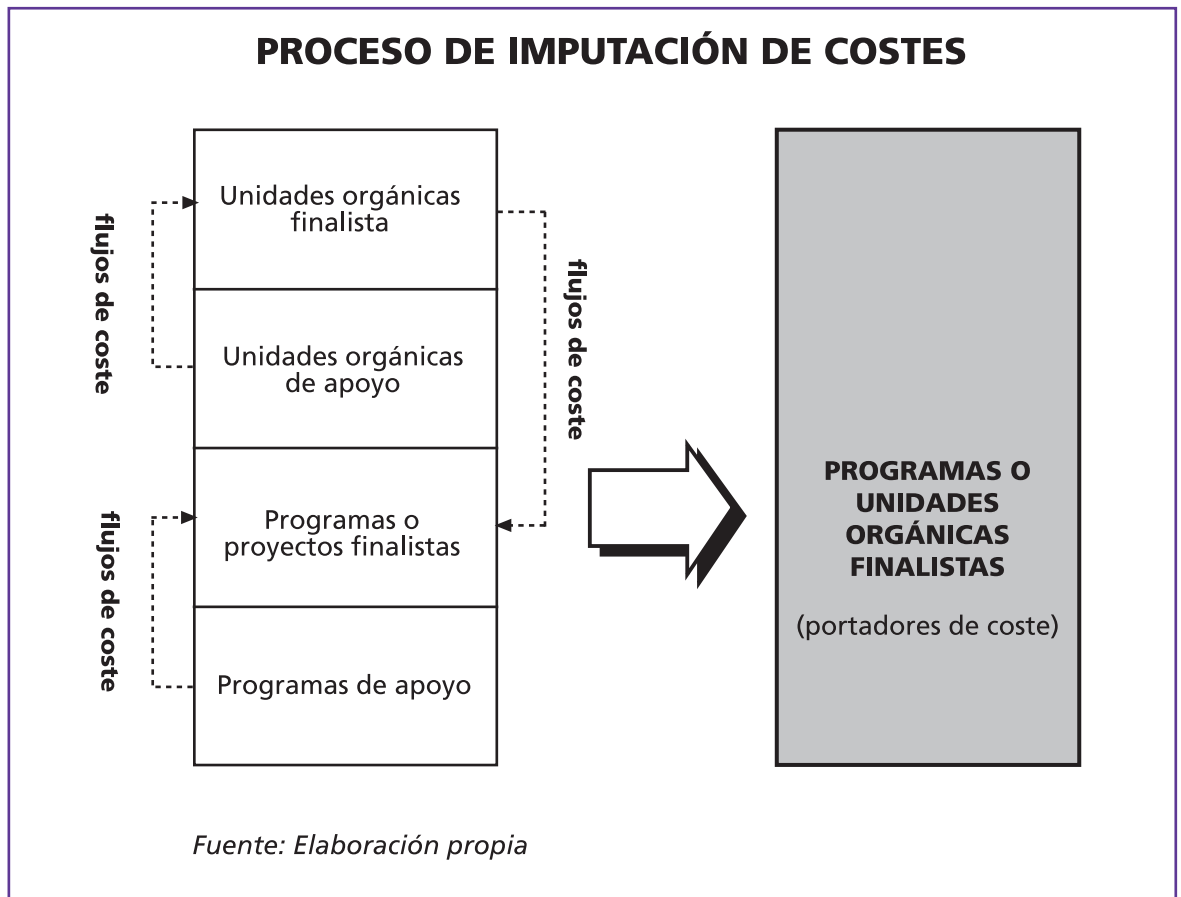 PROCESO DE IMPUTACIÓN DE COSTES
Unidades orgánicas
finalista
flujos de coste
flujos de coste
Unidades orgánicas
de apoyo
Programas o
proyectos finalistas
flujos de coste
Programas de apoyo
PROGRAMAS O
UNIDADES
ORGÁNICAS
FINALISTAS
(portadores de coste)
Fuente: Elaboración propia